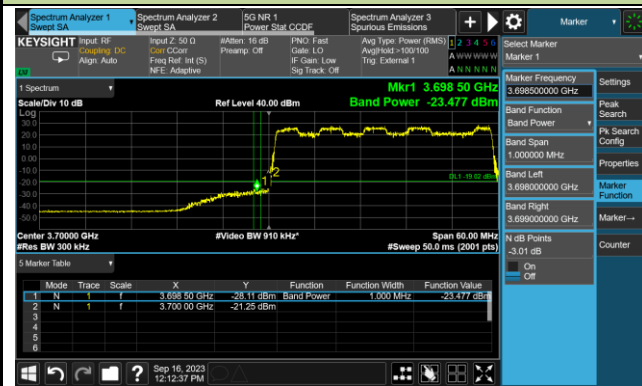 Spectrum Analyzer 1
Swept SA
Spectrum Analyzer 2
Swept SA
5G NR 1
Power Stat CCDF
Spectrum Analyzer 3
Spurious Emissions
Marker
KEYSIGHT
Input: RF
Coupling: DC
Align: Auto
Input Z: 50 Ω
Corr CCorr
Freq Ref: Int (S)
NFE: Adaptive
#Atten: 16 dB
Preamp: Off
PNO: Fast
Gate: LO
IF Gain: Low
Sig Track: Off
Avg Type: Power (RMS)
Avg|Hold:>100/100
Trig: External 1
1 2 3 4 5 6
A W W W W W
A N N N N N
LXI
Select Marker
Marker 1
1 Spectrum
Scale/Div 10 dB
Ref Level 40.00 dBm
Mkr1 3.698 50 GHz
Band Power -23.477 dBm
Log
30.0
20.0
10.0
0.00
-10.0
-20.0
-30.0
-40.0
-50.0
1
2
DL1 -19.02 dBm
Center 3.70000 GHz
#Res BW 300 kHz
#Video BW 910 kHz*
Span 60.00 MHz
#Sweep 50.0 ms (2001 pts)
Marker Frequency
3.698500000 GHz
Band Function
Band Power
Band Span
1.000000 MHz
Band Left
3.698000000 GHz
Band Right
3.699000000 GHz
N dB Points
-3.01 dB
On
Off
Settings
Peak
Search
Pk Search
Config
Properties
Marker
Function
Marker→
Counter
5 Marker Table
Mode Trace Scale X Y Function Function Width Function Value
1 N 1 f 3.698 50 GHz -28.11 dBm Band Power 1.000 MHz -23.477 dBm
2 N 1 f 3.700 00 GHz -21.25 dBm
3
4
5
6
?
Sep 16, 2023
12:12:37 PM